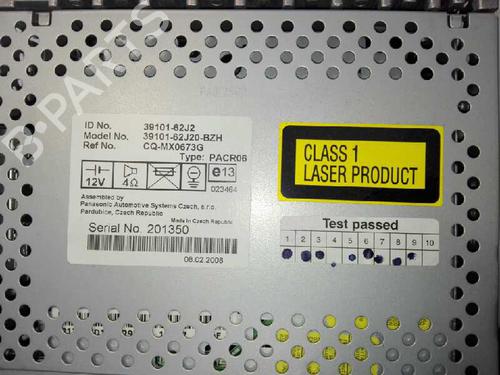 B-PARTS
ID No. 39101-62J2
Model No. 39101-62J20-BZH
Ref No. CQ-MX0673G
Type: PACR06
12V
4Ω
e13
023464
Assembled by
Panasonic Automotive Systems Czech, s.r.o.
Pardubice, Czech Republic
Made in Czech Republic
Serial No. 201350
08.02.2008
CLASS 1
LASER PRODUCT
Test passed
1 2 3 4 5 6 7 8 9 10